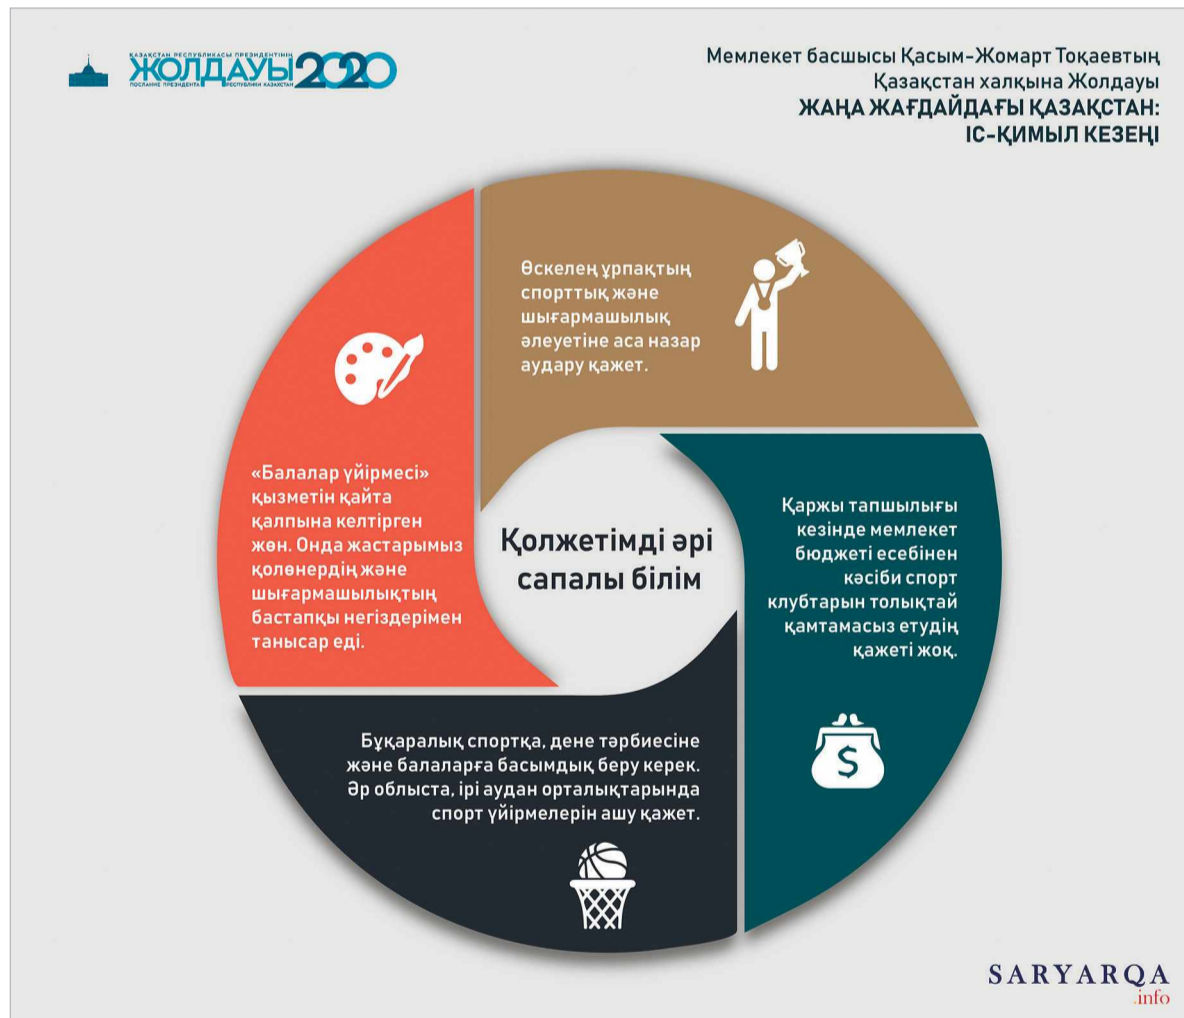 ҚАЗАҚСТАН РЕСПУБЛИКАСЫ ПРЕЗИДЕНТІНІҢ
ЖОЛДАУЫ 2020
ПОСЛАНИЕ ПРЕЗИДЕНТА РЕСПУБЛИКИ КАЗАХСТАН
Мемлекет басшысы Қасым-Жомарт Тоқаевтың
Қазақстан халқына Жолдауы
ЖАҢА ЖАҒДАЙДАҒЫ ҚАЗАҚСТАН:
ІС-ҚИМЫЛ КЕЗЕҢІ
Өскелең ұрпақтың
спорттық және
шығармашылық
әлеуетіне аса назар
аудару қажет.
«Балалар үйірмесі»
қызметін қайта
қалпына келтірген
жөн. Онда жастарымыз
қолөнердің және
шығармашылықтың
бастапқы негіздерімен
танысар еді.
Қолжетімді әрі
сапалы білім
Қаржы тапшылығы
кезінде мемлекет
бюджеті есебінен
кәсіби спорт
клубтарын толықтай
қамтамасыз етудің
қажеті жоқ.
$
Бұқаралық спортқа, дене тәрбиесіне
және балаларға басымдық беру керек.
Әр облыста, ірі аудан орталықтарында
спорт үйірмелерін ашу қажет.
SARYARQA
.info